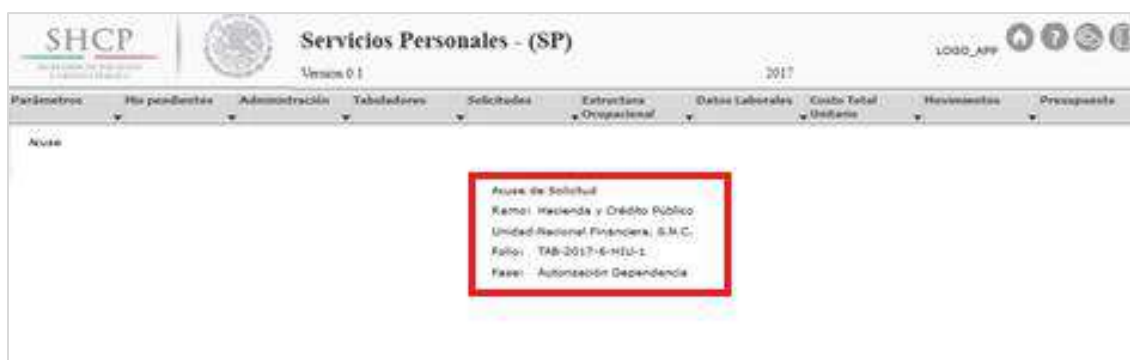 SHCP
Servicios Personales - (SP)
LOGO_APP
Version 0.1
2017
Parámetros
Mis pendientes
Administración
Tabuladores
Solicitudes
Estructura Ocupacional
Datos Laborales
Costo Total Unitario
Movimientos
Presupuesto
Acuse
Acuse de Solicitud
Ramo: Hacienda y Crédito Público
Unidad: Nacional Financiera, S.N.C.
Folio: TAB-2017-6-HIU-1
Fase: Autorización Dependencia